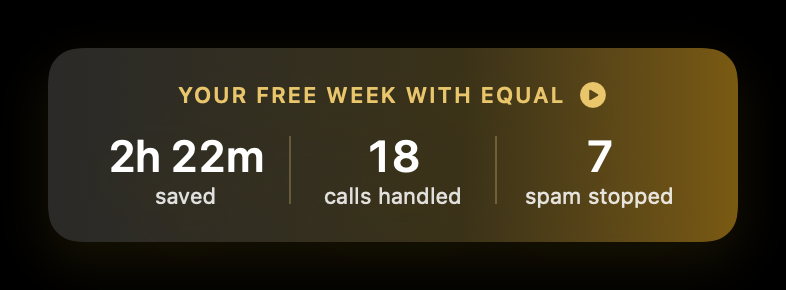 YOUR FREE WEEK WITH EQUAL
2h 22m 18 7
saved calls handled spam stopped